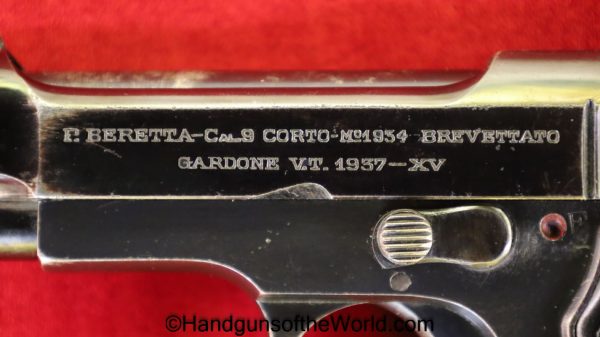 P. BERETTA-CAL.9 CORTO-Mº1934 BREVETTATO
GARDONE V.T. 1937-XV
F
©HandgunsoftheWorld.com